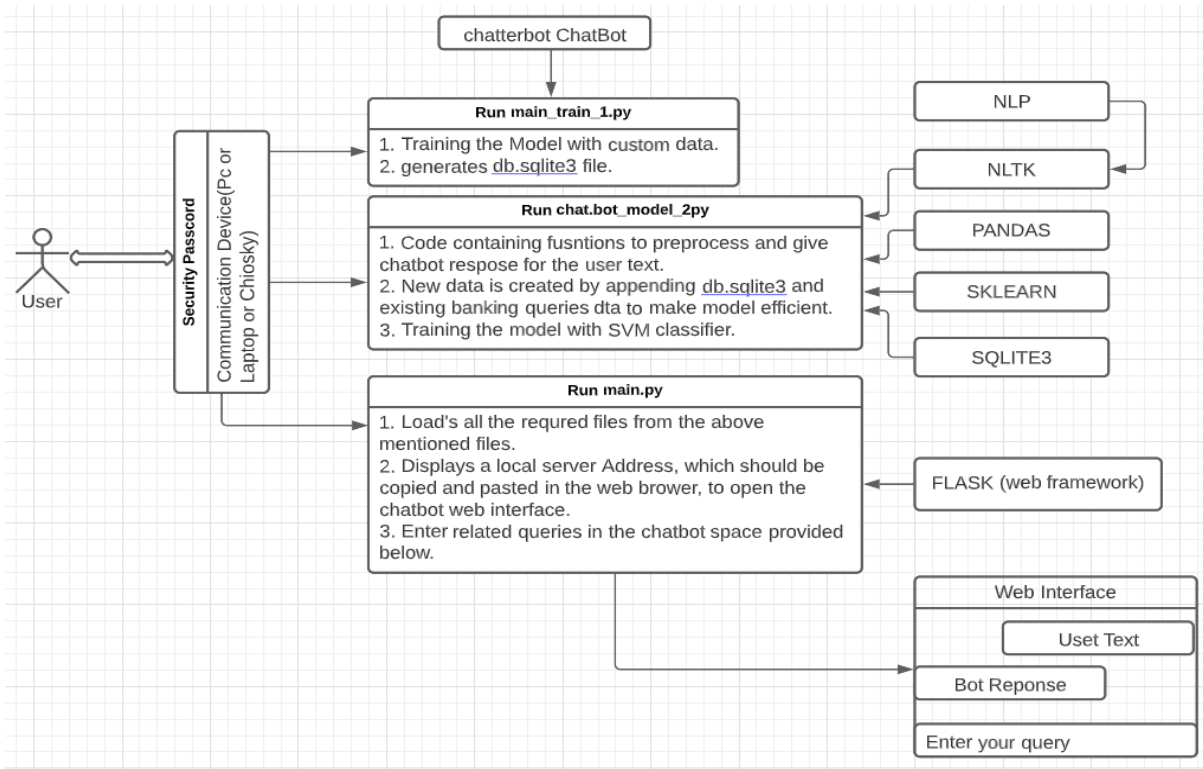 chatterbot ChatBot
Run main_train_1.py
1. Training the Model with custom data.
2. generates db.sqlite3 file.
NLP
NLTK
PANDAS
SKLEARN
SQLITE3
Run chat.bot_model_2py
1. Code containing fusntions to preprocess and give
chatbot respose for the user text.
2. New data is created by appending db.sqlite3 and
existing banking queries dta to make model efficient.
3. Training the model with SVM classifier.
User
Security Passcord
Communication Device(Pc or
Laptop or Chiosky)
Run main.py
1. Load's all the requred files from the above
mentioned files.
2. Displays a local server Address, which should be
copied and pasted in the web brower, to open the
chatbot web interface.
3. Enter related queries in the chatbot space provided
below.
FLASK (web framework)
Web Interface
Uset Text
Bot Reponse
Enter your query